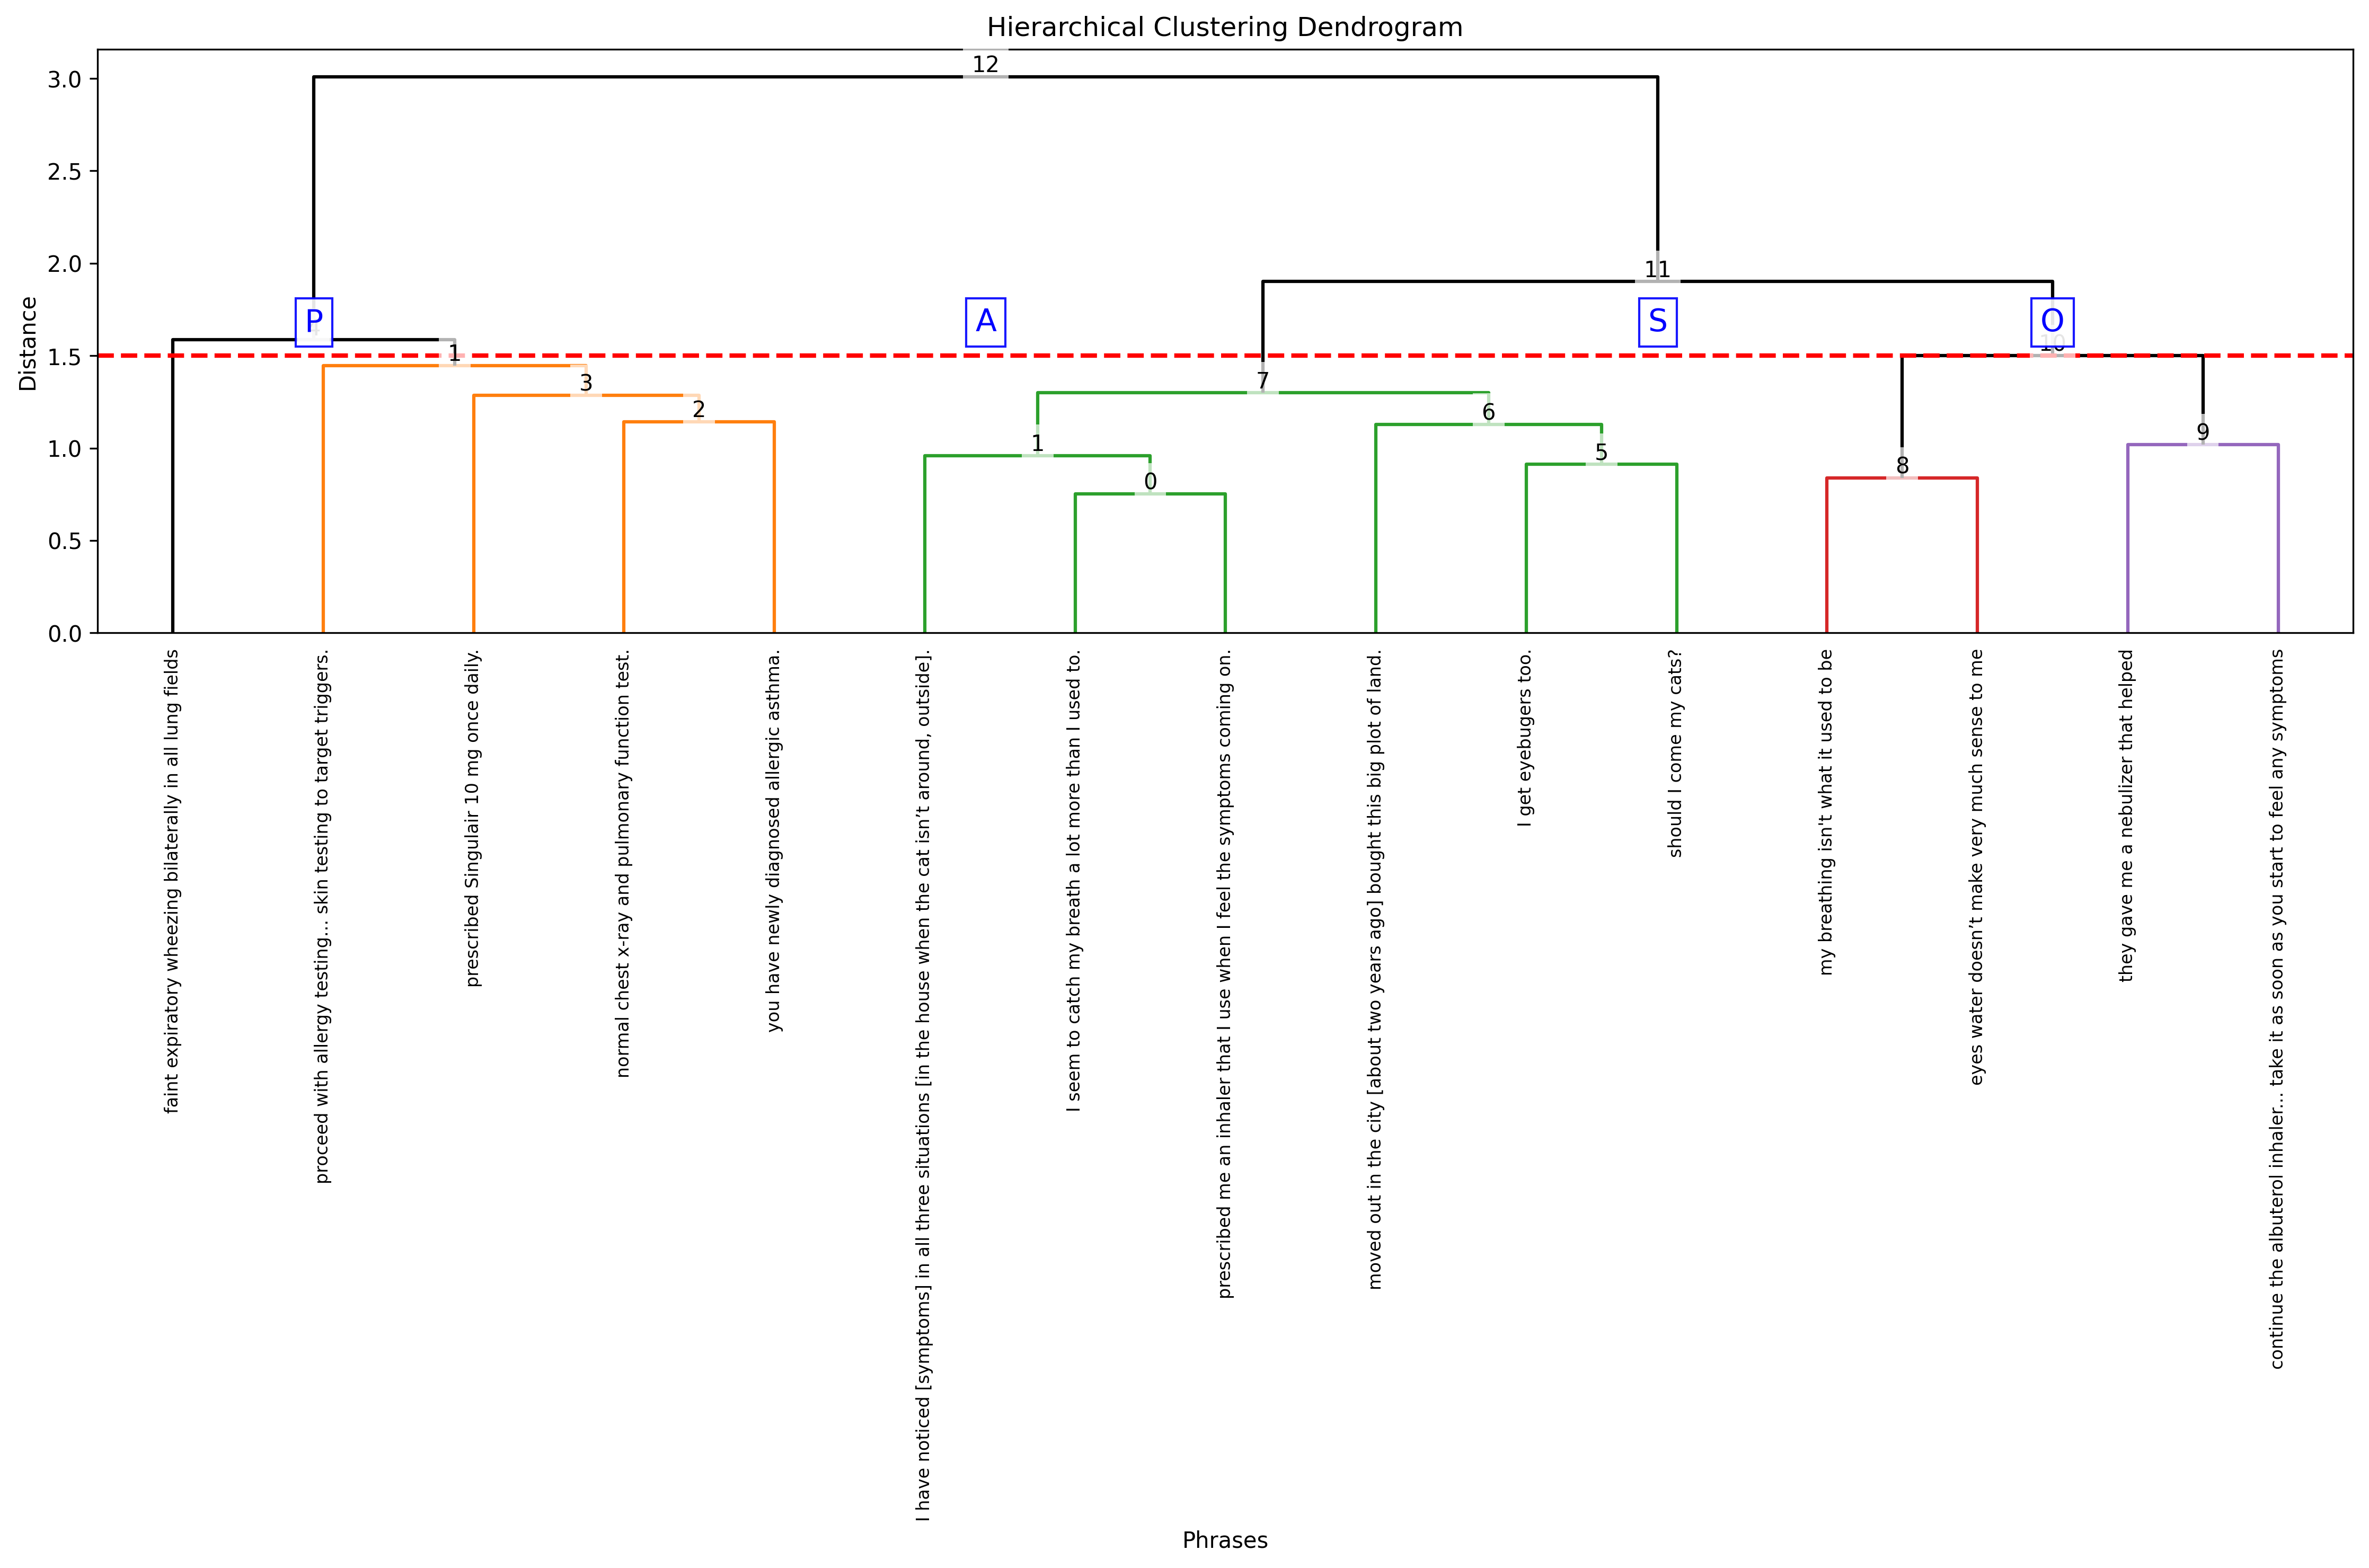 Hierarchical Clustering Dendrogram
Distance
3.0
2.5
2.0
1.5
1.0
0.5
0.0
12
11
P
A
S
O
10
1
3
2
7
6
1
5
0
8
9
faint expiratory wheezing bilaterally in all lung fields
proceed with allergy testing... skin testing to target triggers.
prescribed Singulair 10 mg once daily.
normal chest x-ray and pulmonary function test.
you have newly diagnosed allergic asthma.
I have noticed [symptoms] in all three situations [in the house when the cat isn’t around, outside].
I seem to catch my breath a lot more than I used to.
prescribed me an inhaler that I use when I feel the symptoms coming on.
moved out in the city [about two years ago] bought this big plot of land.
I get eyebugers too.
should I come my cats?
my breathing isn't what it used to be
eyes water doesn’t make very much sense to me
they gave me a nebulizer that helped
continue the albuterol inhaler... take it as soon as you start to feel any symptoms
Phrases